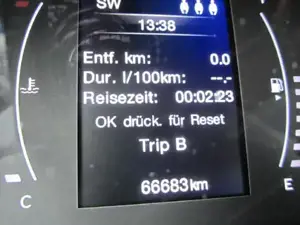 SW
13:38
Entf. km: 0.0
Dur. l/100km: --.-
Reisezeit: 00:02:23
OK drück. für Reset
Trip B
66683km
C E